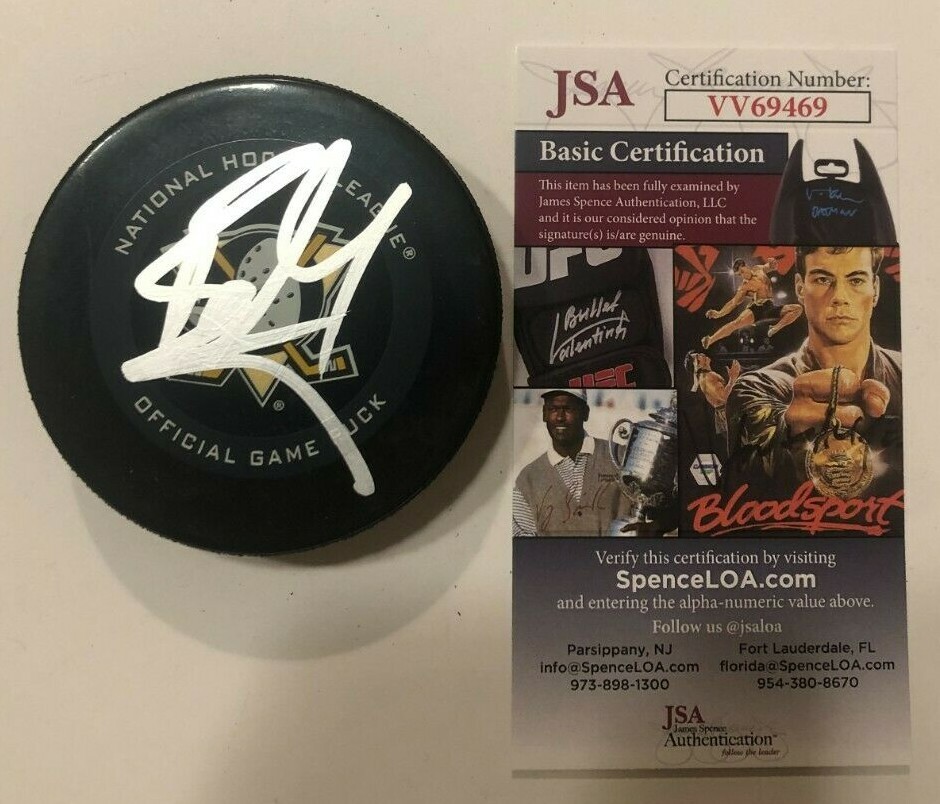 NATIONAL HOCKEY LEAGUE®
OFFICIAL GAME PUCK
®
JSA
Certification Number:
VV69469
Basic Certification
This item has been fully examined by
James Spence Authentication, LLC
and it is our considered opinion that the
signature(s) is/are genuine.
UFC
Bullet
Valentina
UFC
Bloodsport
Verify this certification by visiting
SpenceLOA.com
and entering the alpha-numeric value above.
Follow us @jsaloa
Parsippany, NJ
info@SpenceLOA.com
973-898-1300
Fort Lauderdale, FL
florida@SpenceLOA.com
954-380-8670
JSA
James Spence
Authentication™
follow the leader